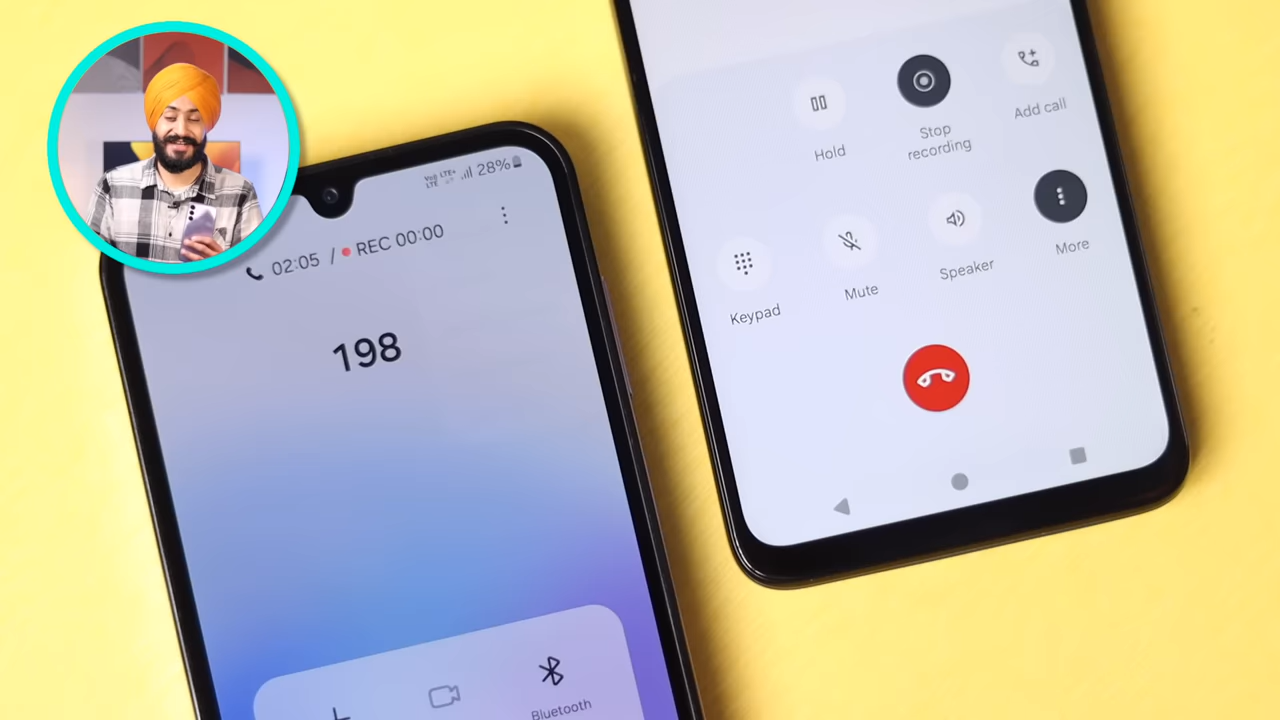 Vo) LTE+
LTE
28%
02:05 / REC 00:00
198
Bluetooth
Hold
Stop
recording
Add call
Keypad
Mute
Speaker
More